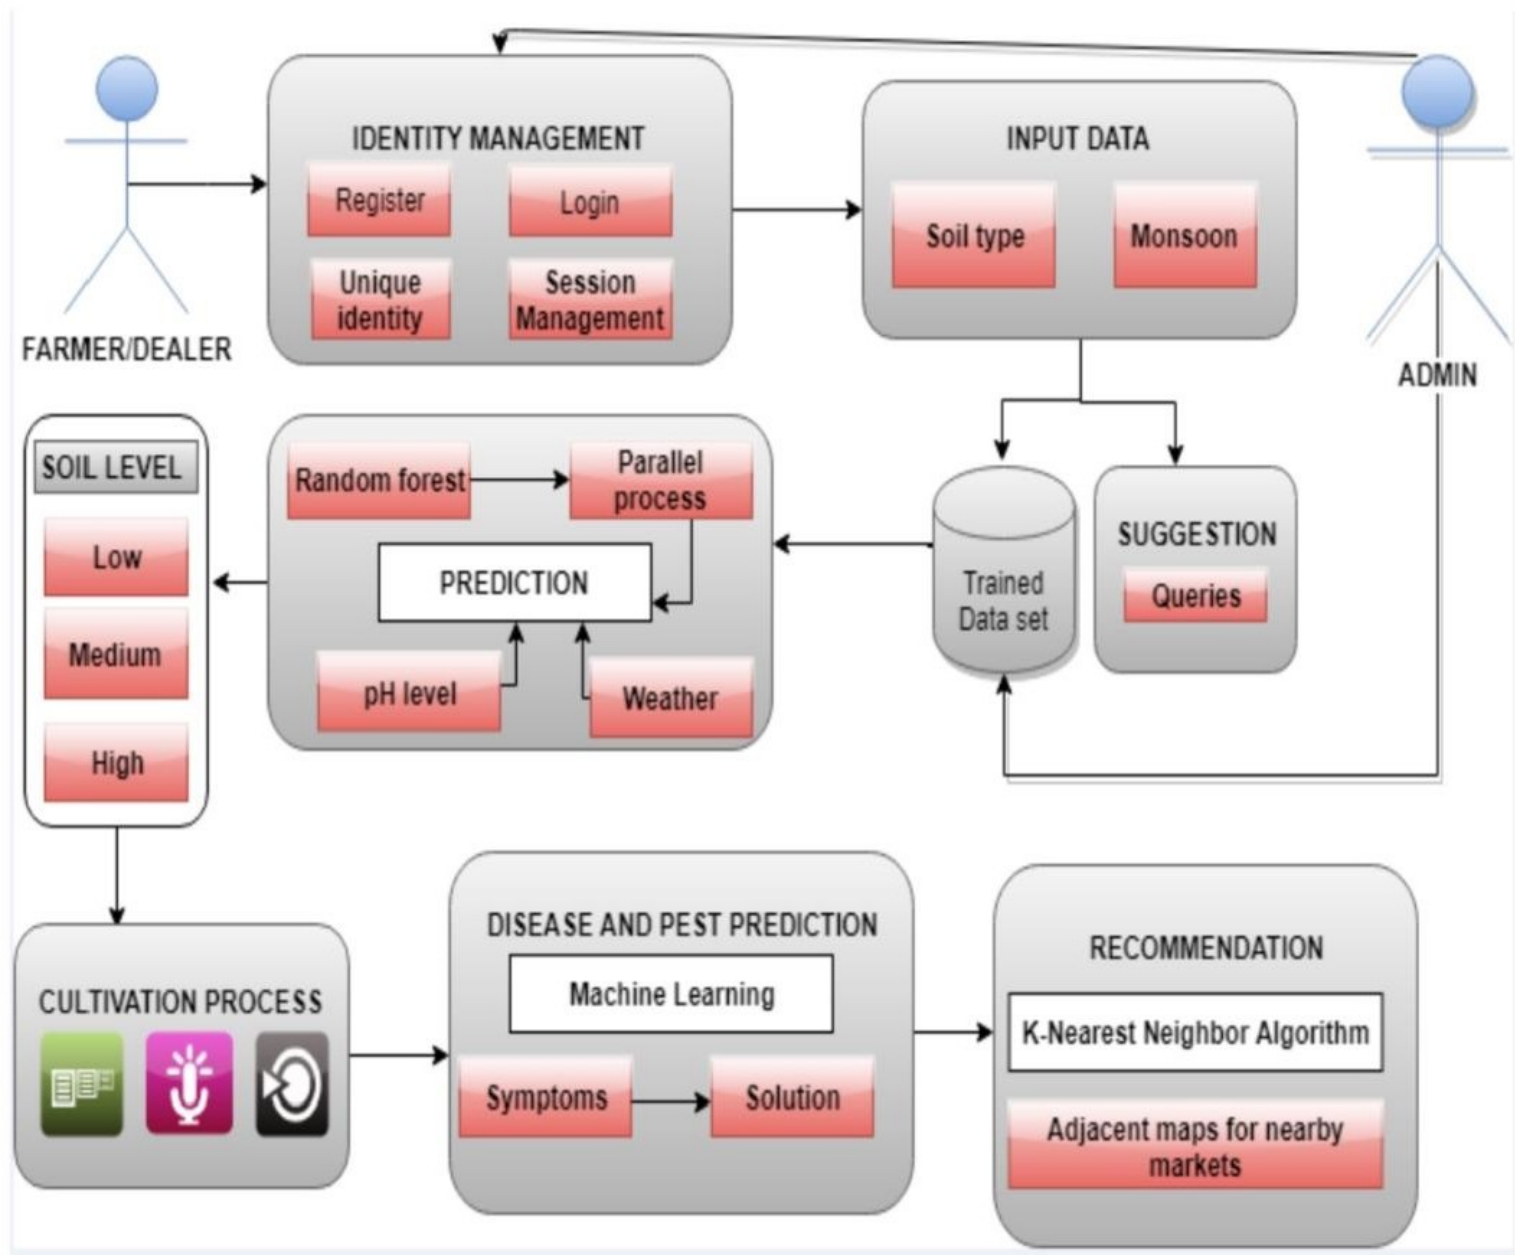 IDENTITY MANAGEMENT
Register
Login
Unique
identity
Session
Management
FARMER/DEALER
INPUT DATA
Soil type
Monsoon
ADMIN
SOIL LEVEL
Low
Medium
High
Random forest
Parallel
process
PREDICTION
pH level
Weather
Trained
Data set
SUGGESTION
Queries
CULTIVATION PROCESS
DISEASE AND PEST PREDICTION
Machine Learning
Symptoms
Solution
RECOMMENDATION
K-Nearest Neighbor Algorithm
Adjacent maps for nearby
markets